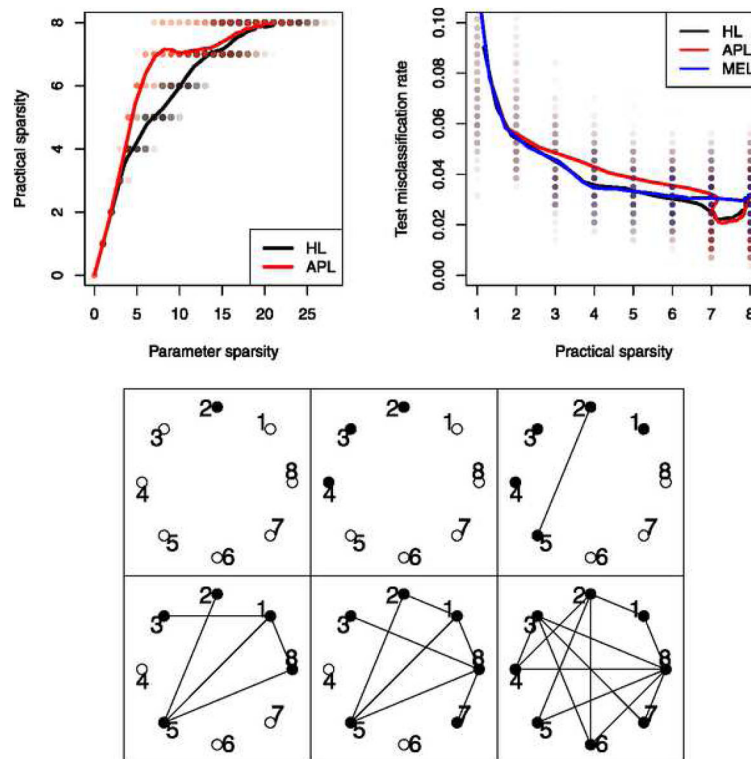 Practical sparsity
8
6
4
2
0
HL
APL
0 5 10 15 20 25
Parameter sparsity
Test misclassification rate
0.10
0.08
0.06
0.04
0.02
0.00
HL
APL
MEL
1 2 3 4 5 6 7 8
Practical sparsity
2 1 3 8 4 7 5 6
2 1 3 8 4 7 5 6
2 1 3 8 4 7 5 6
2 1 3 8 4 7 5 6
2 1 3 8 4 7 5 6
2 1 3 8 4 7 5 6